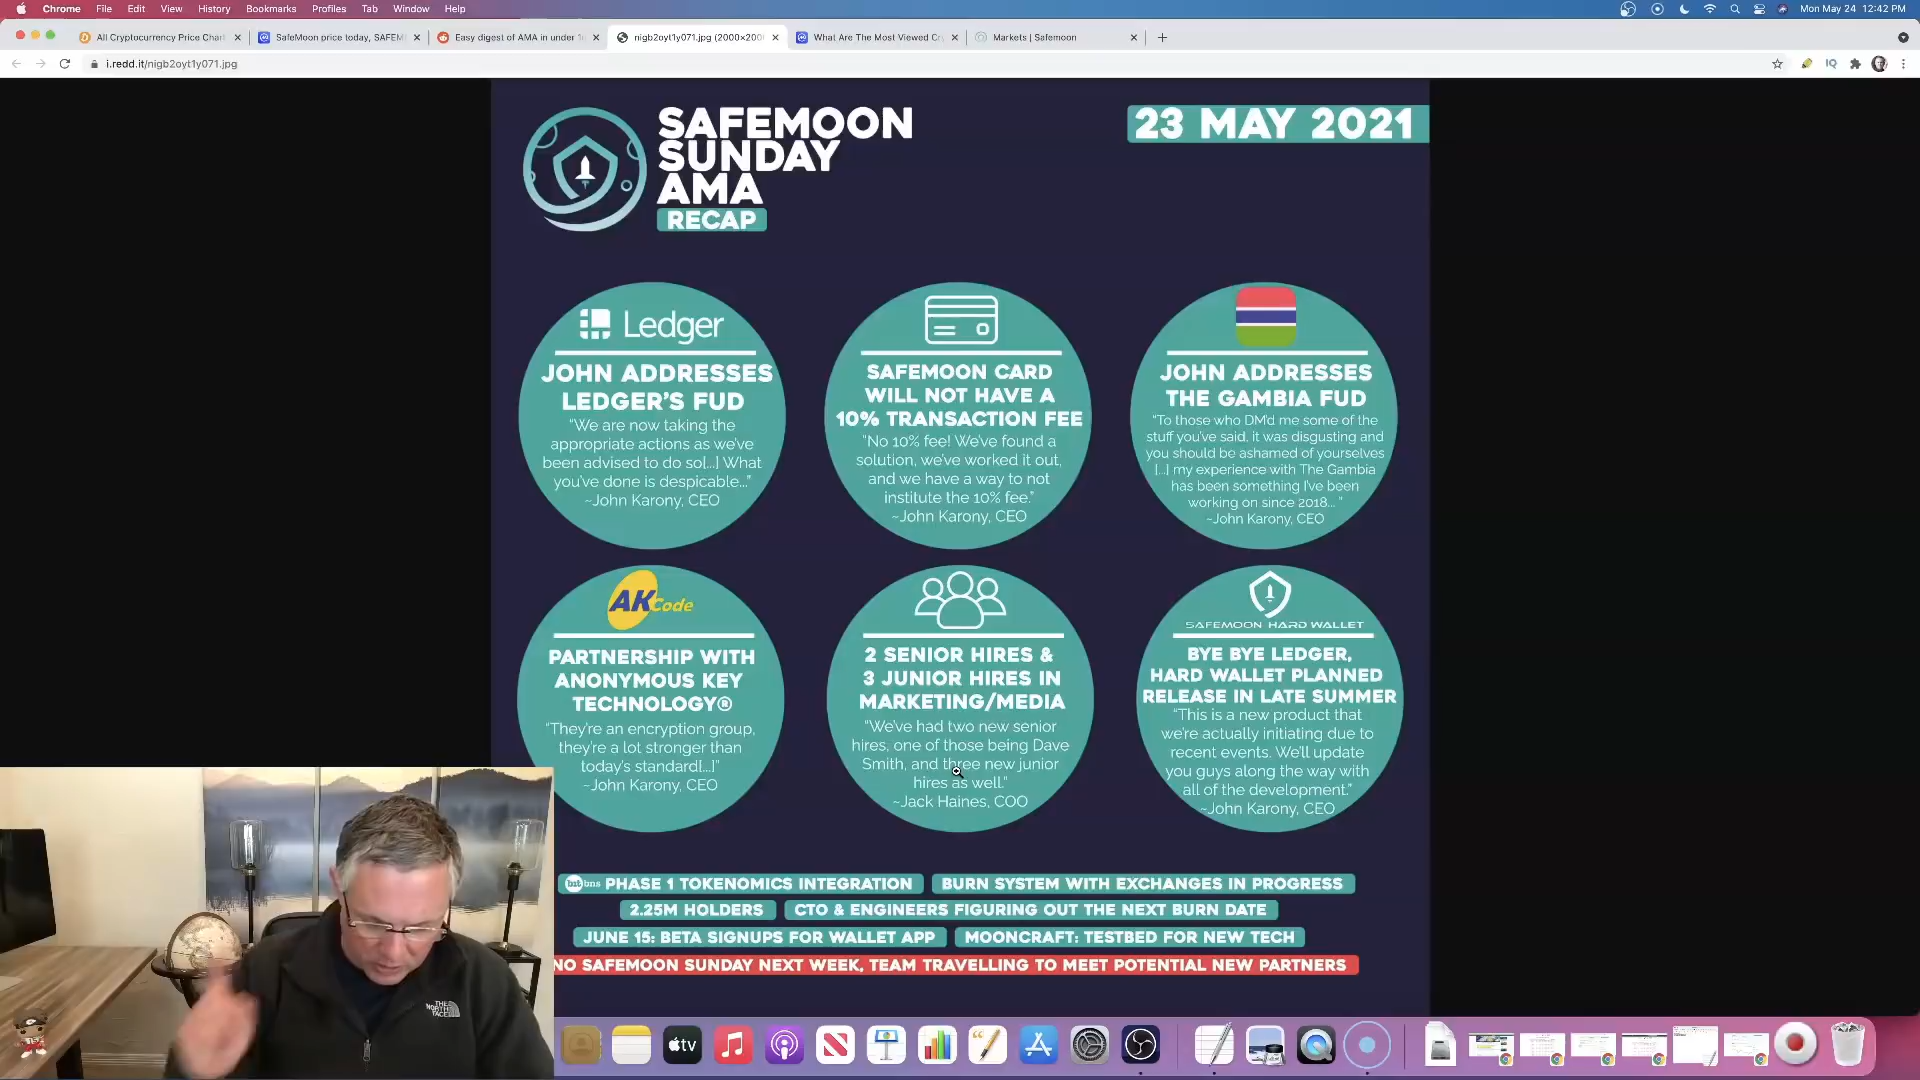 Chrome File Edit View History Bookmarks Profiles Tab Window Help
Mon May 24 12:42 PM
All Cryptocurrency Price Char
SafeMoon price today, SAFEM
Easy digest of AMA in under 1
nigb2oyt1y071.jpg (2000×200
What Are The Most Viewed Cr
Markets | Safemoon
i.redd.it/nigb2oyt1y071.jpg
IQ
SAFEMOON
SUNDAY
AMA
RECAP
23 MAY 2021
Ledger
JOHN ADDRESSES
LEDGER'S FUD
"We are now taking the
appropriate actions as we've
been advised to do so[...] What
you've done is despicable..."
~John Karony, CEO
SAFEMOON CARD
WILL NOT HAVE A
10% TRANSACTION FEE
"No 10% fee! We've found a
solution, we've worked it out,
and we have a way to not
institute the 10% fee."
~John Karony, CEO
JOHN ADDRESSES
THE GAMBIA FUD
"To those who DM'd me some of the
stuff you've said, it was disgusting and
you should be ashamed of yourselves
[...] my experience with The Gambia
has been something I've been
working on since 2018..."
~John Karony, CEO
AKCode
PARTNERSHIP WITH
ANONYMOUS KEY
TECHNOLOGY®
"They're an encryption group,
they're a lot stronger than
today's standard[...]"
~John Karony, CEO
2 SENIOR HIRES &
3 JUNIOR HIRES IN
MARKETING/MEDIA
"We've had two new senior
hires, one of those being Dave
Smith, and three new junior
hires as well."
~Jack Haines, COO
SAFEMOON HARD WALLET
BYE BYE LEDGER,
HARD WALLET PLANNED
RELEASE IN LATE SUMMER
"This is a new product that
we're actually initiating due to
recent events. We'll update
you guys along the way with
all of the development."
~John Karony, CEO
bitbns PHASE 1 TOKENOMICS INTEGRATION
BURN SYSTEM WITH EXCHANGES IN PROGRESS
2.25M HOLDERS
CTO & ENGINEERS FIGURING OUT THE NEXT BURN DATE
JUNE 15: BETA SIGNUPS FOR WALLET APP
MOONCRAFT: TESTBED FOR NEW TECH
NO SAFEMOON SUNDAY NEXT WEEK, TEAM TRAVELLING TO MEET POTENTIAL NEW PARTNERS
THE
NORTH
FACE
tv